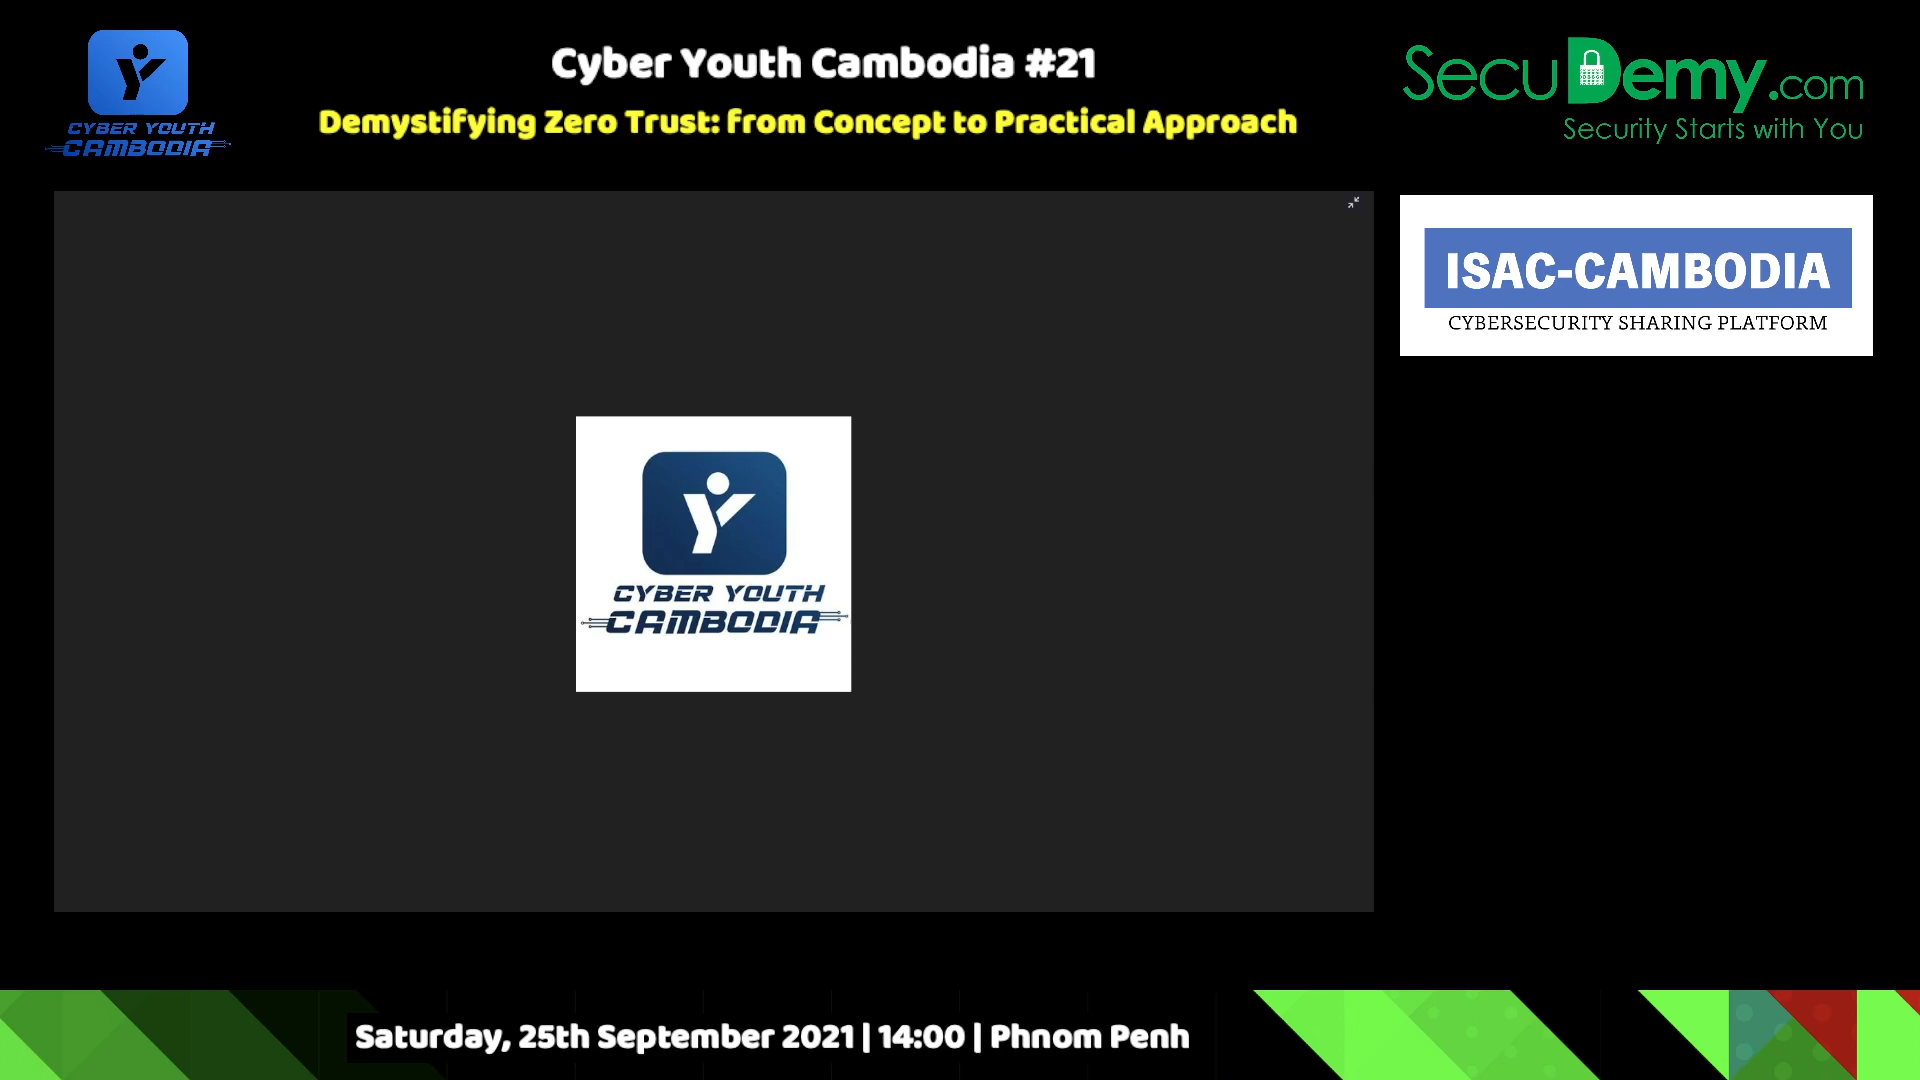 Cyber Youth Cambodia #21
Demystifying Zero Trust: from Concept to Practical Approach
CYBER YOUTH
CAMBODIA
SecuDemy.com
Security Starts with You
ISAC-CAMBODIA
CYBERSECURITY SHARING PLATFORM
CYBER YOUTH
CAMBODIA
Saturday, 25th September 2021 | 14:00 | Phnom Penh